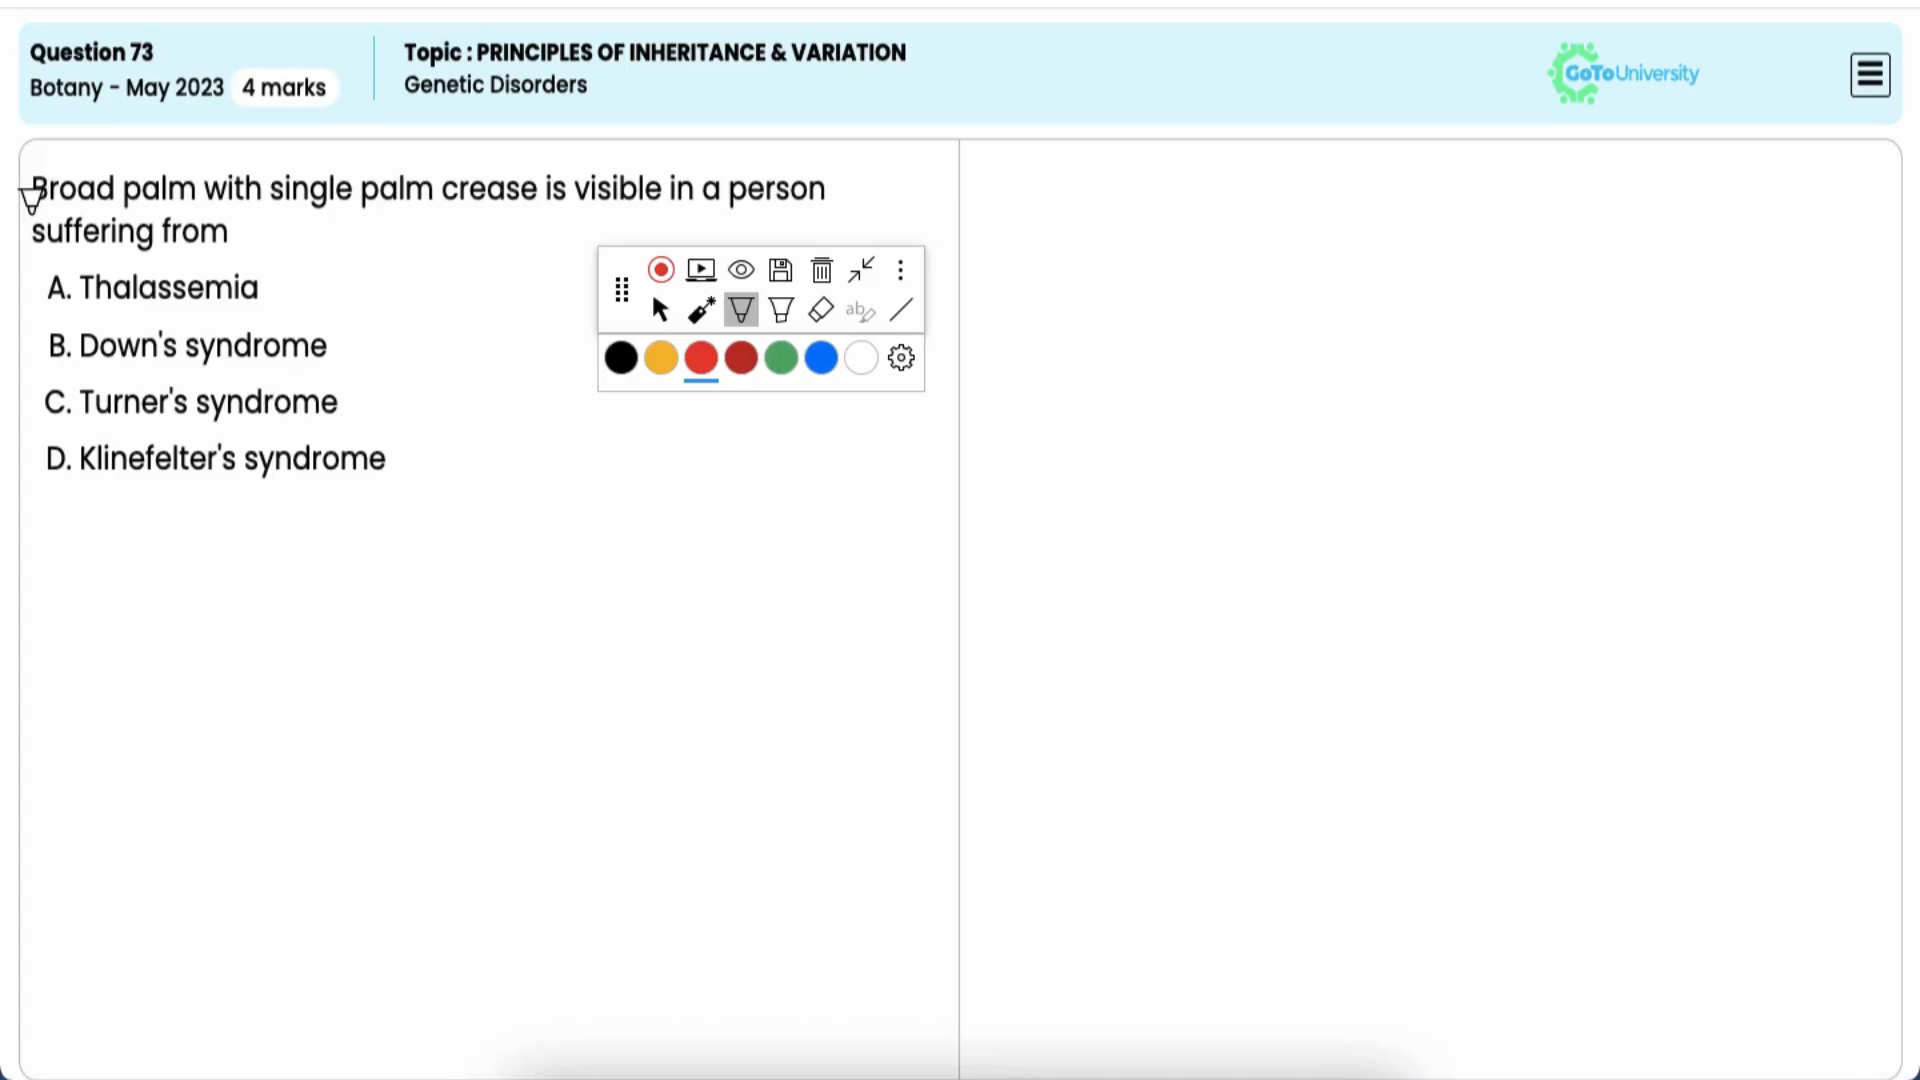 Question 73
Botany - May 2023 4 marks
Topic : PRINCIPLES OF INHERITANCE & VARIATION
Genetic Disorders
GoToUniversity
Broad palm with single palm crease is visible in a person
suffering from
A. Thalassemia
B. Down's syndrome
C. Turner's syndrome
D. Klinefelter's syndrome
ab